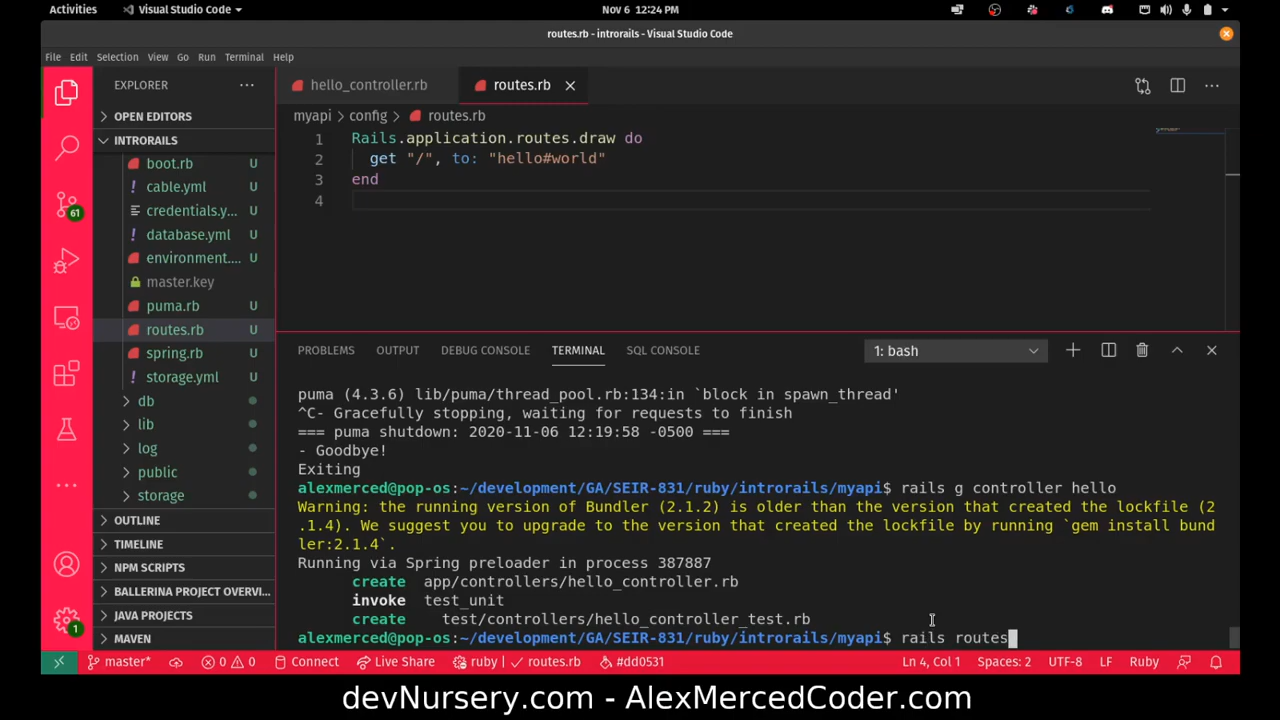 Activities
Visual Studio Code
Nov 6 12:24 PM
routes.rb - introrails - Visual Studio Code
File Edit Selection View Go Run Terminal Help
EXPLORER
hello_controller.rb
routes.rb
OPEN EDITORS
INTRORAILS
boot.rb U
cable.yml U
credentials.y... U
database.yml U
environment.... U
master.key
puma.rb U
routes.rb U
spring.rb U
storage.yml U
db
lib
log
public
storage
OUTLINE
TIMELINE
NPM SCRIPTS
BALLERINA PROJECT OVERVI...
JAVA PROJECTS
MAVEN
61
1
myapi > config > routes.rb
1 Rails.application.routes.draw do
2 get "/", to: "hello#world"
3 end
4
PROBLEMS OUTPUT DEBUG CONSOLE TERMINAL SQL CONSOLE
1: bash
puma (4.3.6) lib/puma/thread_pool.rb:134:in `block in spawn_thread'
^C- Gracefully stopping, waiting for requests to finish
=== puma shutdown: 2020-11-06 12:19:58 -0500 ===
- Goodbye!
Exiting
alexmerced@pop-os:~/development/GA/SEIR-831/ruby/introrails/myapi$ rails g controller hello
Warning: the running version of Bundler (2.1.2) is older than the version that created the lockfile (2
.1.4). We suggest you to upgrade to the version that created the lockfile by running `gem install bund
ler:2.1.4`.
Running via Spring preloader in process 387887
create app/controllers/hello_controller.rb
invoke test_unit
create test/controllers/hello_controller_test.rb
alexmerced@pop-os:~/development/GA/SEIR-831/ruby/introrails/myapi$ rails routes
master* 0 0 Connect Live Share ruby routes.rb #dd0531 Ln 4, Col 1 Spaces: 2 UTF-8 LF Ruby
devNursery.com - AlexMercedCoder.com